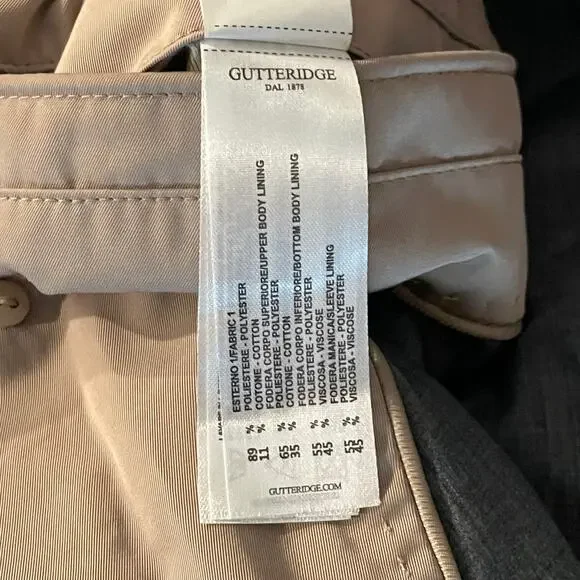 GUTTERIDGE
DAL 1878
ESTERNO 1/FABRIC 1
89 % POLIESTERE - POLYESTER
11 % COTONE - COTTON
FODERA CORPO SUPERIORE/UPPER BODY LINING
65 % POLIESTERE - POLYESTER
35 % COTONE - COTTON
FODERA CORPO INFERIORE/BOTTOM BODY LINING
55 % POLIESTERE - POLYESTER
45 % VISCOSA - VISCOSE
FODERA MANICA/SLEEVE LINING
55 % POLIESTERE - POLYESTER
45 % VISCOSA - VISCOSE
GUTTERIDGE.COM